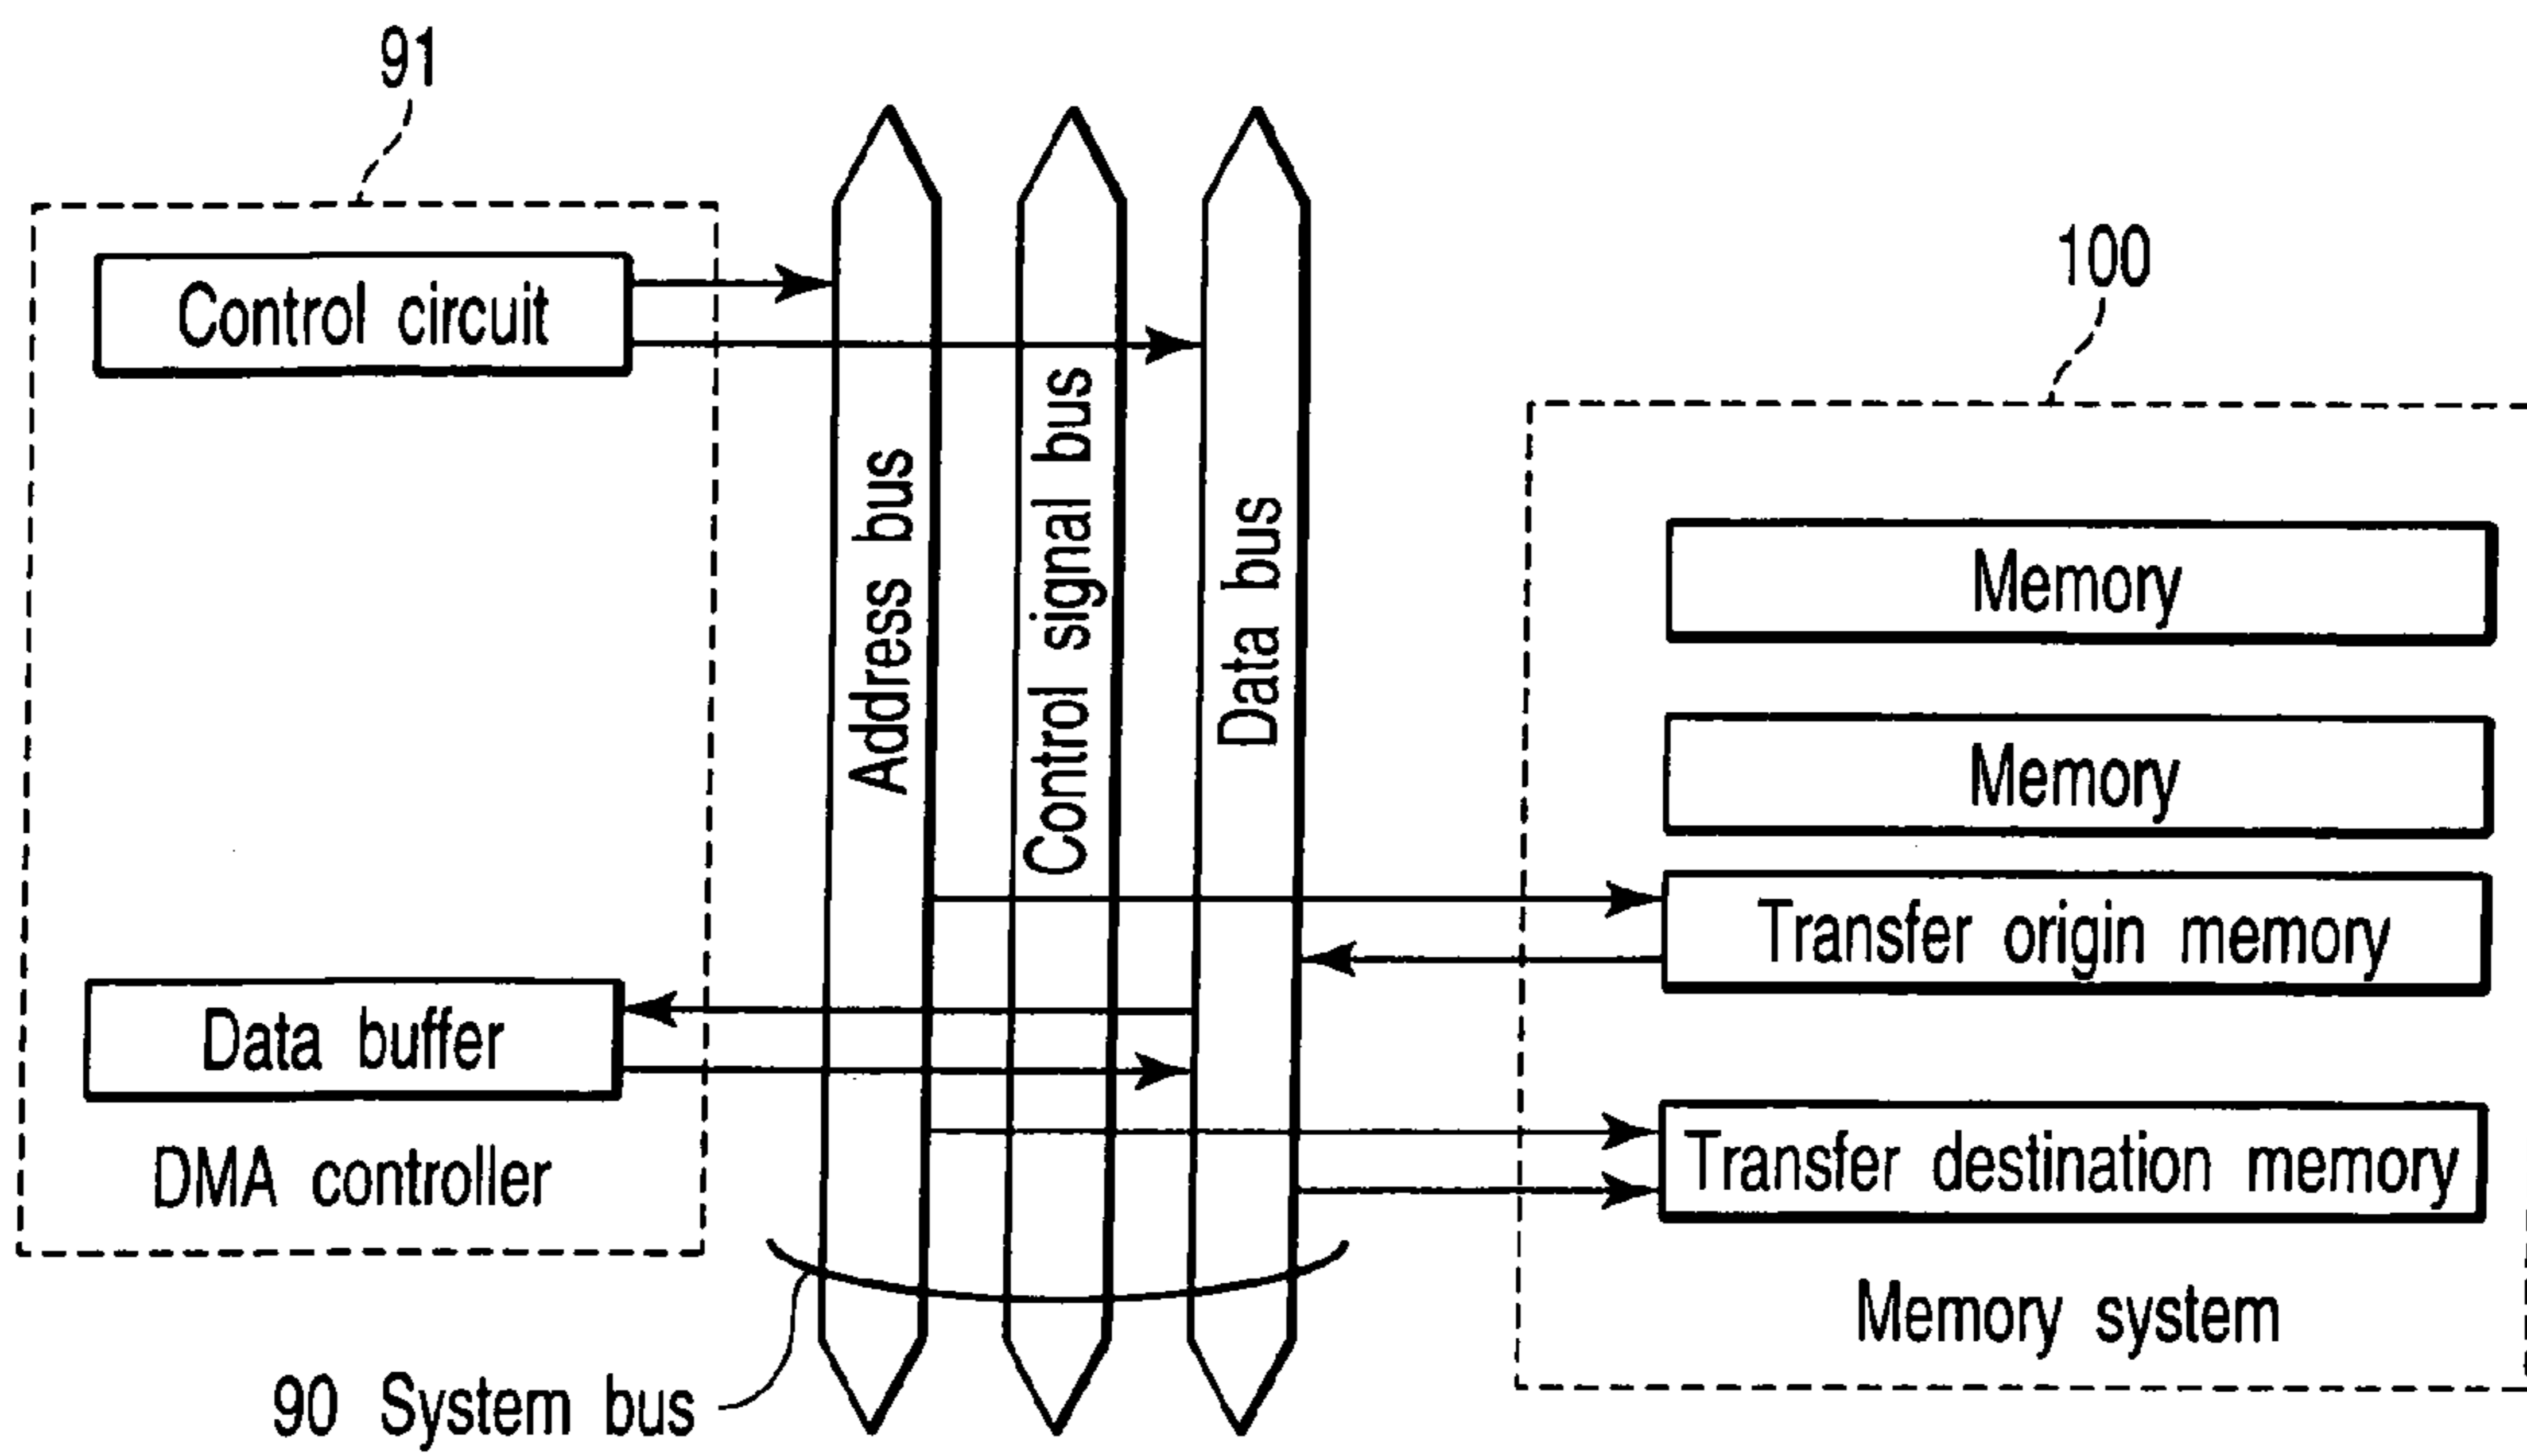 91
100
Control circuit
Address bus
Control signal bus
Data bus
Memory
Memory
Transfer origin memory
Data buffer
Transfer destination memory
DMA controller
Memory system
90 System bus